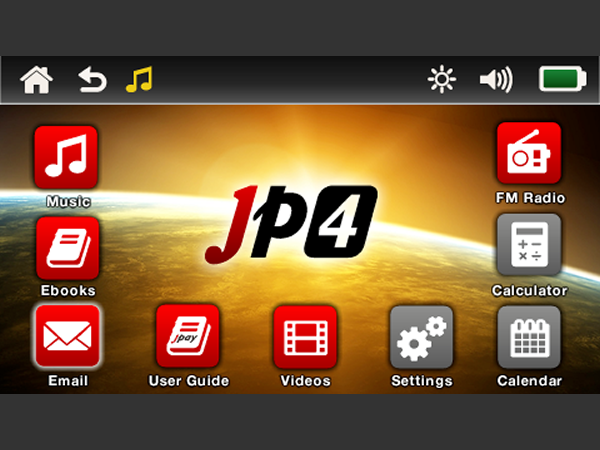 Music
FM Radio
JP4
Ebooks
Calculator
Email
Jpay
User Guide
Videos
Settings
Calendar